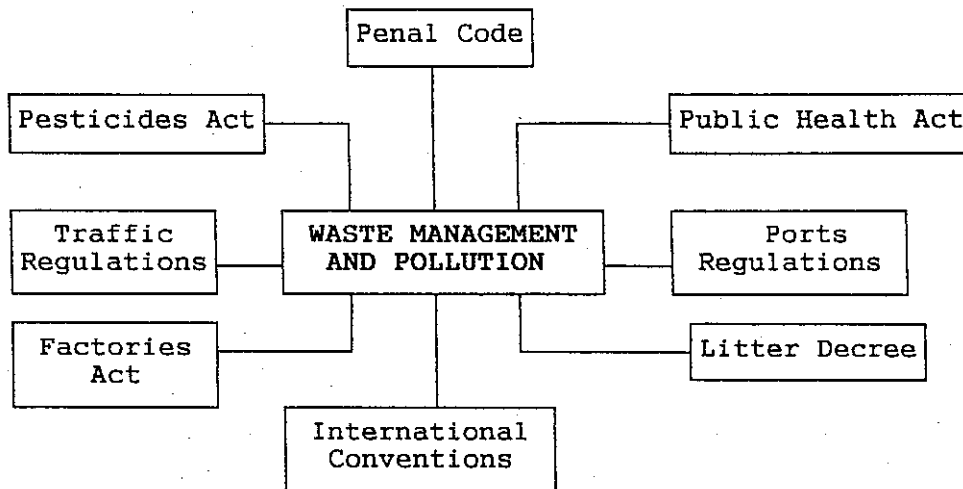 Penal Code
Pesticides Act
Public Health Act
Traffic
Regulations
WASTE MANAGEMENT
AND POLLUTION
Ports
Regulations
Factories
Act
Litter Decree
International
Conventions